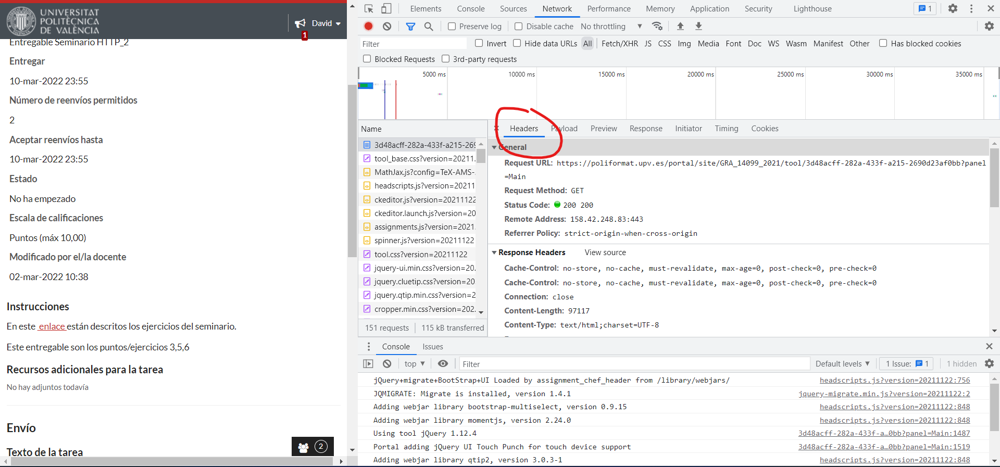 UNIVERSITAT
POLITÈCNICA
DE VALÈNCIA
David
1
Entregable Seminario HTTP_2
Entregar
10-mar-2022 23:55
Número de reenvíos permitidos
2
Aceptar reenvíos hasta
10-mar-2022 23:55
Estado
No ha empezado
Escala de calificaciones
Puntos (máx 10,00)
Modificado por el/la docente
02-mar-2022 10:38
Instrucciones
En este enlace están descritos los ejercicios del seminario.
Este entregable son los puntos/ejercicios 3,5,6
Recursos adicionales para la tarea
No hay adjuntos todavía
Envío
Texto de la tarea
2
Elements Console Sources Network Performance Memory Application Security Lighthouse 1
Preserve log Disable cache No throttling
Filter Invert Hide data URLs All Fetch/XHR JS CSS Img Media Font Doc WS Wasm Manifest Other Has blocked cookies
Blocked Requests 3rd-party requests
5000 ms 10000 ms 15000 ms 20000 ms 25000 ms 30000 ms 35000 ms
Name
3d48acff-282a-433f-a215-269
tool_base.css?version=20211.
MathJax.js?config=TeX-AMS-.
headscripts.js?version=20211
ckeditor.js?version=20211122
ckeditor.launch.js?version=20
assignments.js?version=2021.
spinner.js?version=20211122
tool.css?version=20211122
jquery-ui.min.css?version=20.
jquery.cluetip.css?version=20
jquery.qtip.min.css?version=2
cropper.min.css?version=202.
151 requests 115 kB transferred
Headers Payload Preview Response Initiator Timing Cookies
General
Request URL: https://poliformat.upv.es/portal/site/GRA_14099_2021/tool/3d48acff-282a-433f-a215-2690d23af0bb?panel
=Main
Request Method: GET
Status Code: 200 200
Remote Address: 158.42.248.83:443
Referrer Policy: strict-origin-when-cross-origin
Response Headers View source
Cache-Control: no-store, no-cache, must-revalidate, max-age=0, post-check=0, pre-check=0
Cache-Control: no-store, no-cache, must-revalidate, max-age=0, post-check=0, pre-check=0
Connection: close
Content-Length: 97117
Content-Type: text/html;charset=UTF-8
Console Issues
top Filter Default levels 1 Issue: 1 1 hidden
jQuery+migrate+BootStrap+UI Loaded by assignment_chef_header from /library/webjars/ headscripts.js?version=20211122:756
JQMIGRATE: Migrate is installed, version 1.4.1 jquery-migrate.min.js?version=20211122:2
Adding webjar library bootstrap-multiselect, version 0.9.15 headscripts.js?version=20211122:848
Adding webjar library momentjs, version 2.24.0 headscripts.js?version=20211122:848
Using tool jQuery 1.12.4 3d48acff-282a-433f-a…0bb?panel=Main:1487
Portal adding jQuery UI Touch Punch for touch device support 3d48acff-282a-433f-a…0bb?panel=Main:1519
Adding webjar library qtip2, version 3.0.3-1 headscripts.js?version=20211122:848